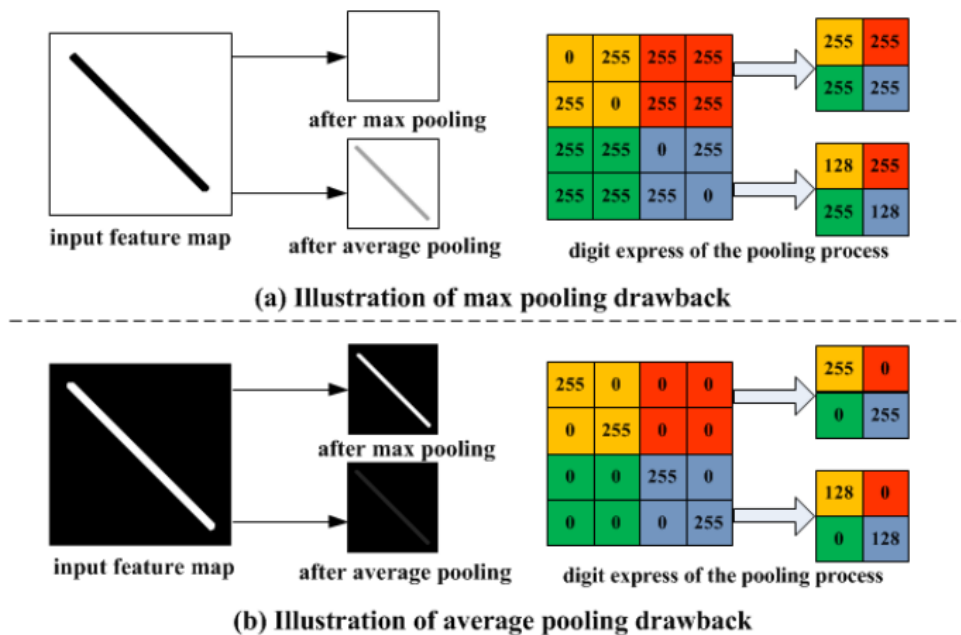 after max pooling
input feature map
after average pooling
0 255 255 255
255 0 255 255
255 255 0 255
255 255 255 0
255 255
255 255
128 255
255 128
digit express of the pooling process
(a) Illustration of max pooling drawback
after max pooling
input feature map
after average pooling
255 0 0 0
0 255 0 0
0 0 255 0
0 0 0 255
255 0
0 255
128 0
0 128
digit express of the pooling process
(b) Illustration of average pooling drawback